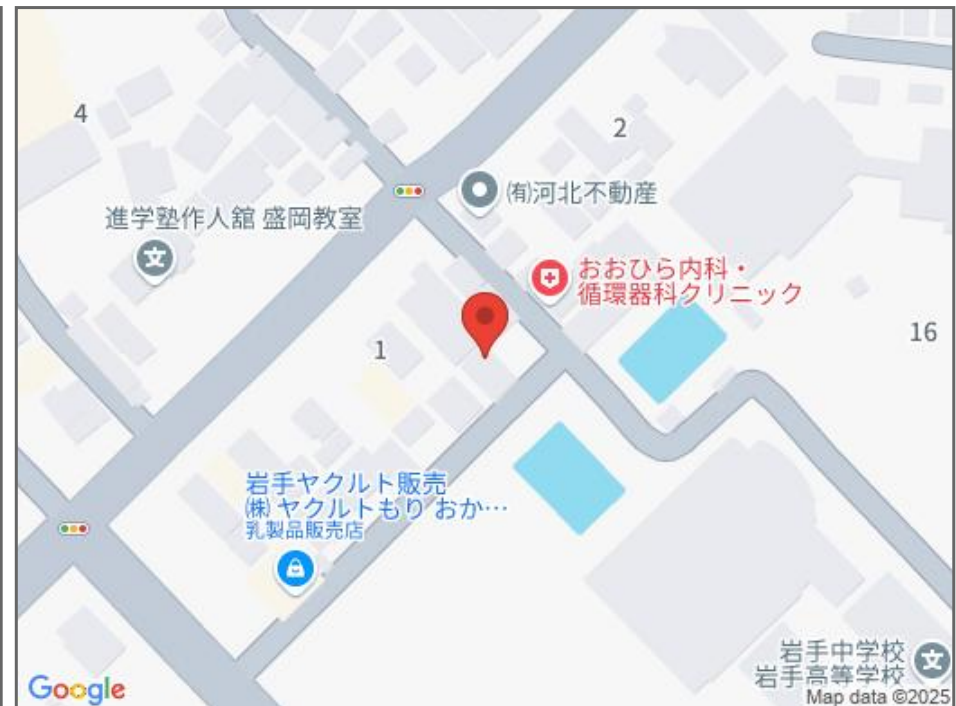 4
2
㈲河北不動産
進学塾作人舘 盛岡教室
おおひら内科・
循環器科クリニック
16
1
岩手ヤクルト販売
㈱ ヤクルトもり おか…
乳製品販売店
岩手中学校
岩手高等学校
Google
Map data ©2025